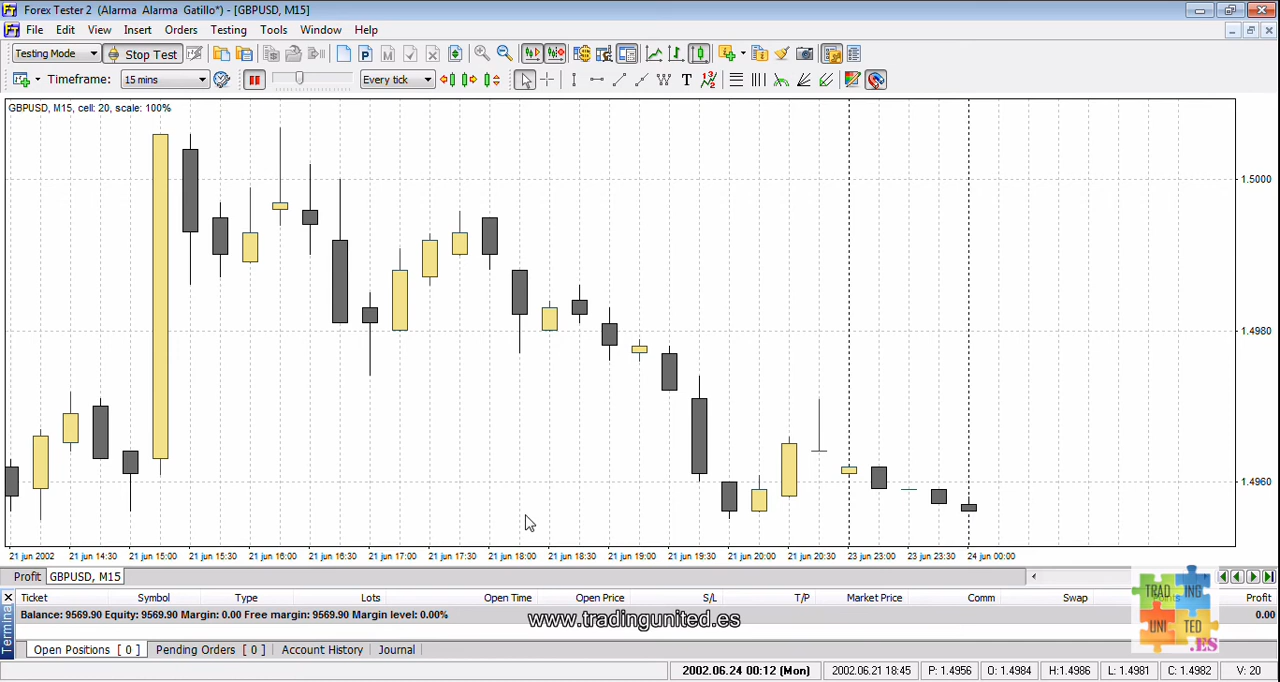 Forex Tester 2 (Alarma Alarma Gatillo*) - [GBPUSD, M15]
File Edit View Insert Orders Testing Tools Window Help
Testing Mode Stop Test
Timeframe: 15 mins Every tick T
GBPUSD, M15, cell: 20, scale: 100%
1.5000
1.4980
1.4960
21 jun 2002 21 jun 14:30 21 jun 15:00 21 jun 15:30 21 jun 16:00 21 jun 16:30 21 jun 17:00 21 jun 17:30 21 jun 18:00 21 jun 18:30 21 jun 19:00 21 jun 19:30 21 jun 20:00 21 jun 20:30 23 jun 23:00 23 jun 23:30 24 jun 00:00
Profit GBPUSD, M15
Ticket Symbol Type Lots Open Time Open Price S/L T/P Market Price Comm Swap Points Profit
Balance: 9569.90 Equity: 9569.90 Margin: 0.00 Free margin: 9569.90 Margin level: 0.00% 0.00
www.tradingunited.es
TRAD ING
UNI TED
.ES
Terminal
Open Positions [ 0 ] Pending Orders [ 0 ] Account History Journal
2002.06.24 00:12 (Mon) 2002.06.21 18:45 P: 1.4956 O: 1.4984 H:1.4986 L: 1.4981 C: 1.4982 V: 20